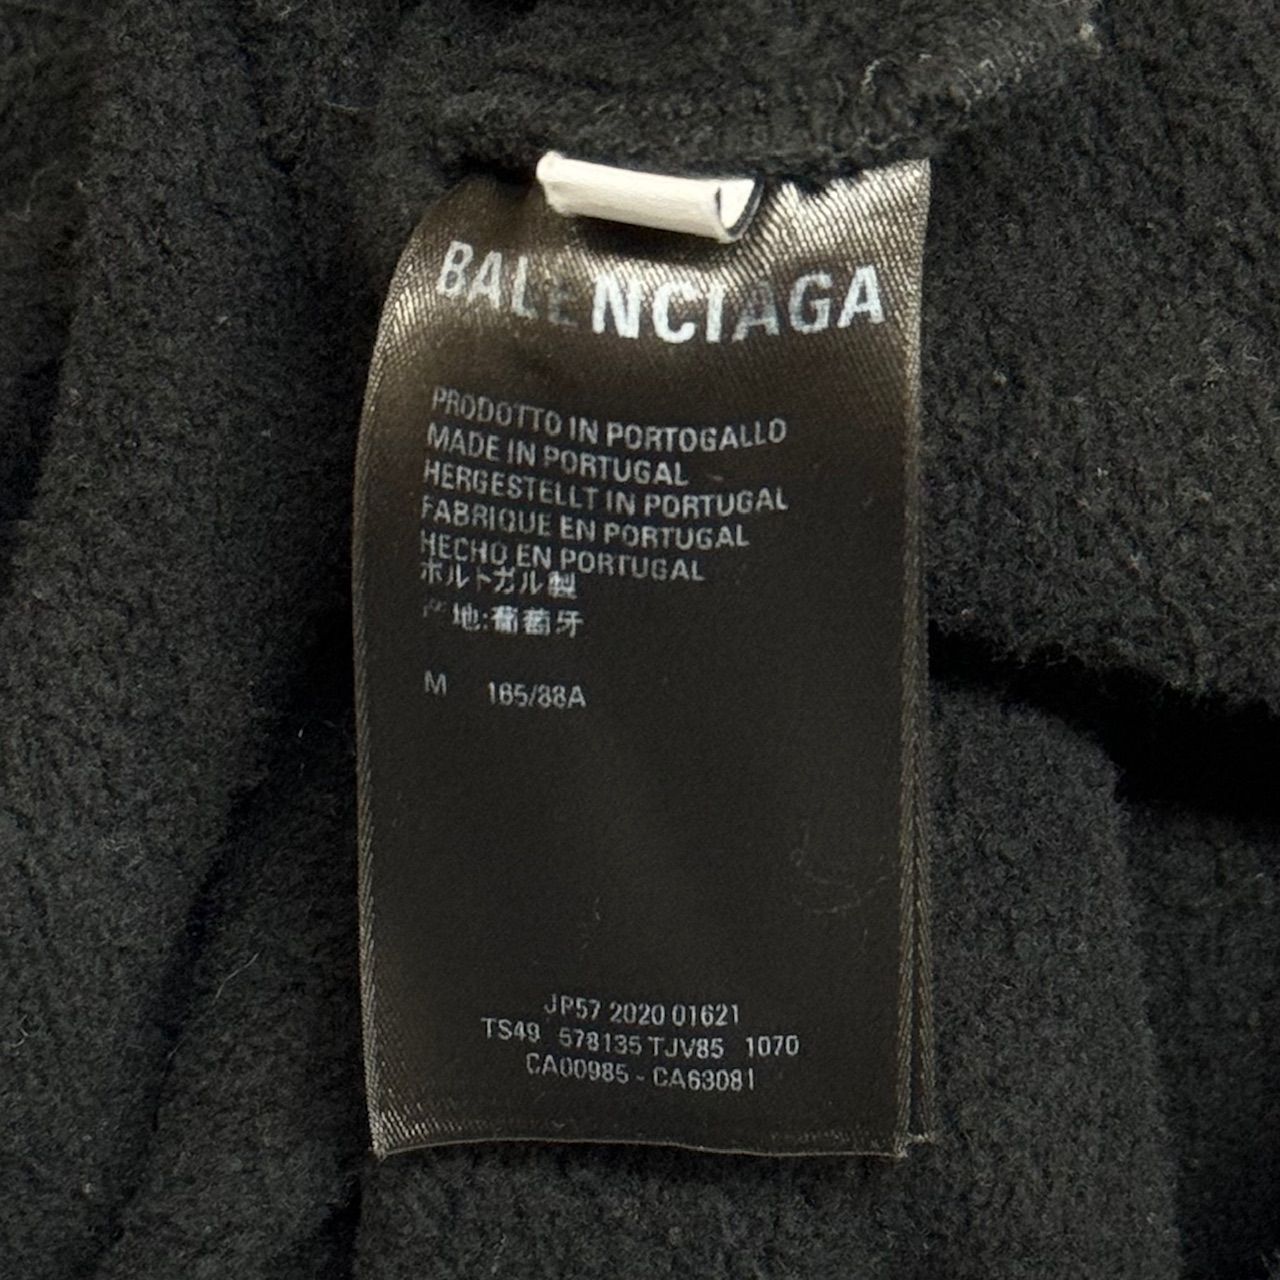 BALENCIAGA
PRODOTTO IN PORTOGALLO
MADE IN PORTUGAL
HERGESTELLT IN PORTUGAL
FABRIQUE EN PORTUGAL
HECHO EN PORTUGAL
ポルトガル製
产地:葡萄牙
M 165/88A
JP57 2020 01621
TS49 578135 TJV85 1070
CA00985 - CA63081